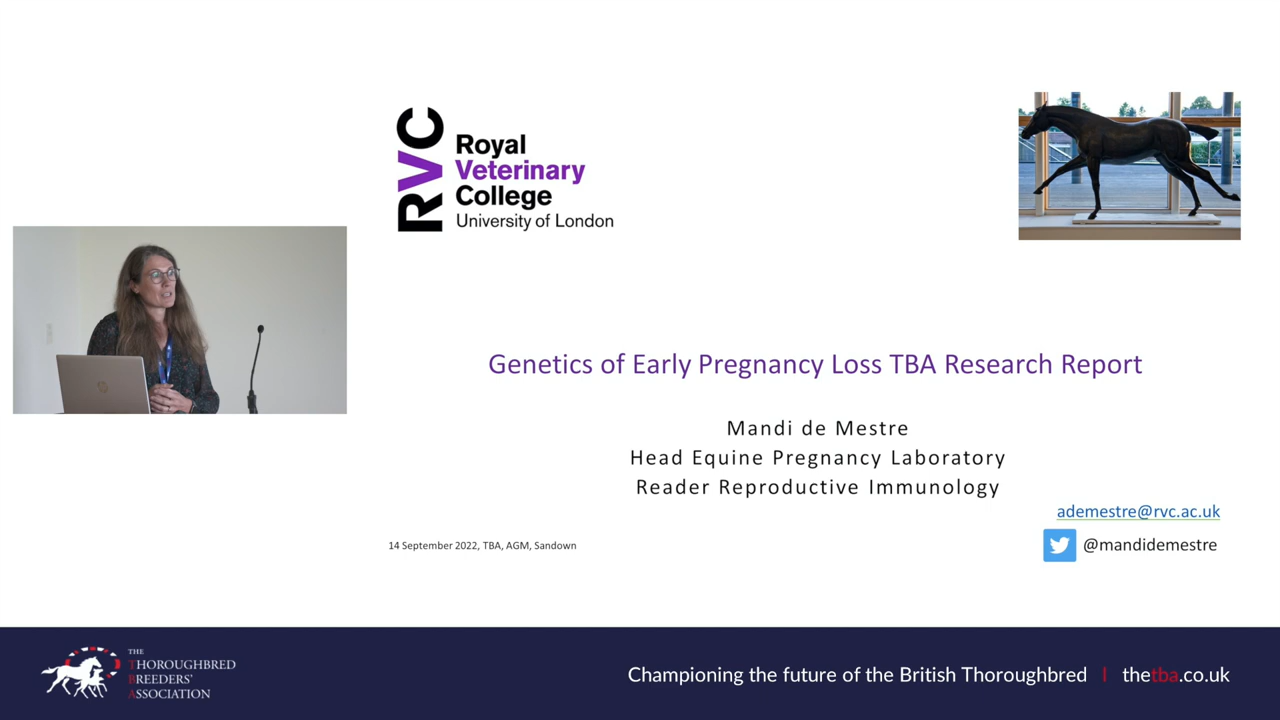 RVC
Royal
Veterinary
College
University of London
Genetics of Early Pregnancy Loss TBA Research Report
Mandi de Mestre
Head Equine Pregnancy Laboratory
Reader Reproductive Immunology
ademestre@rvc.ac.uk
@mandidemestre
14 September 2022, TBA, AGM, Sandown
THE
THOROUGHBRED
BREEDERS'
ASSOCIATION
Championing the future of the British Thoroughbred | thetba.co.uk